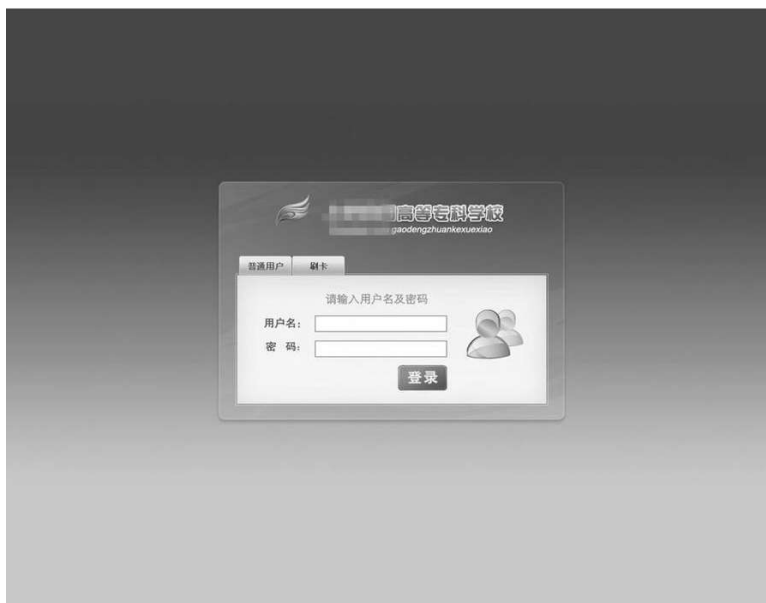 高等专科学校
gaodengzhuankexuexiao
普通用户 刷卡
请输入用户名及密码
用户名:
密 码:
登录